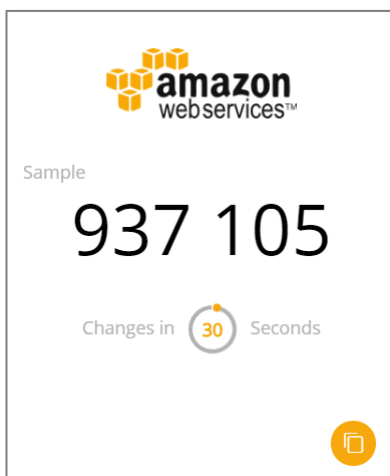 amazon
webservices™
Sample
937 105
Changes in 30 Seconds